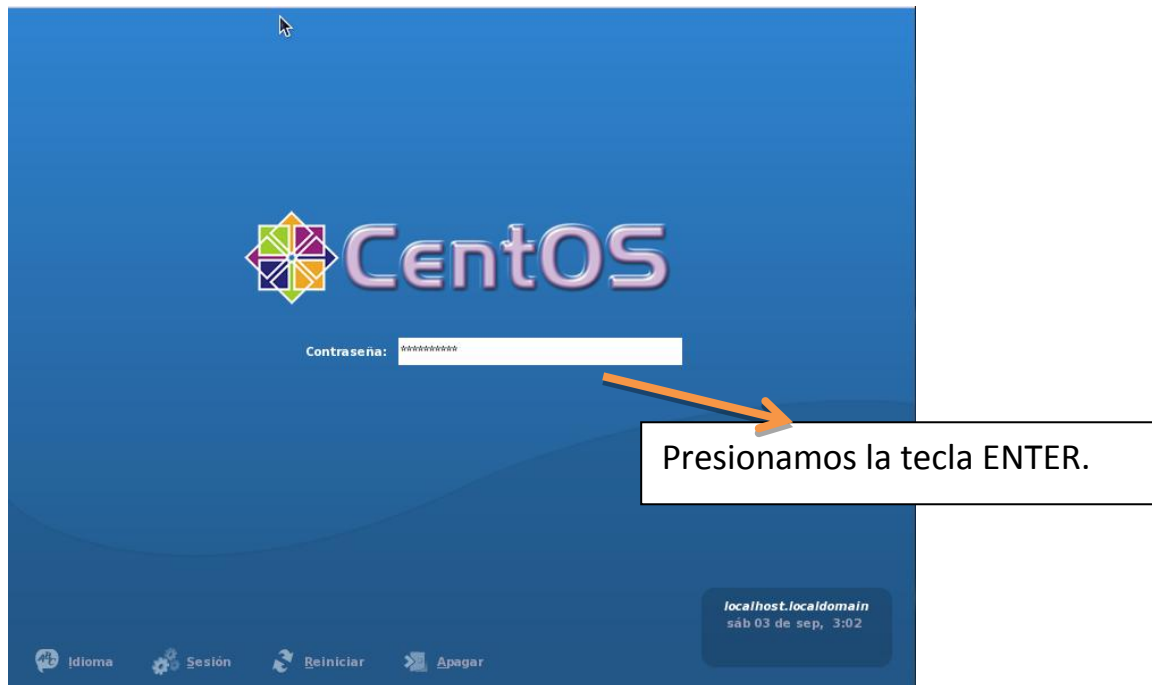 CentOS
Contraseña: **********
Presionamos la tecla ENTER.
localhost.localdomain
sáb 03 de sep, 3:02
Idioma Sesión Reiniciar Apagar